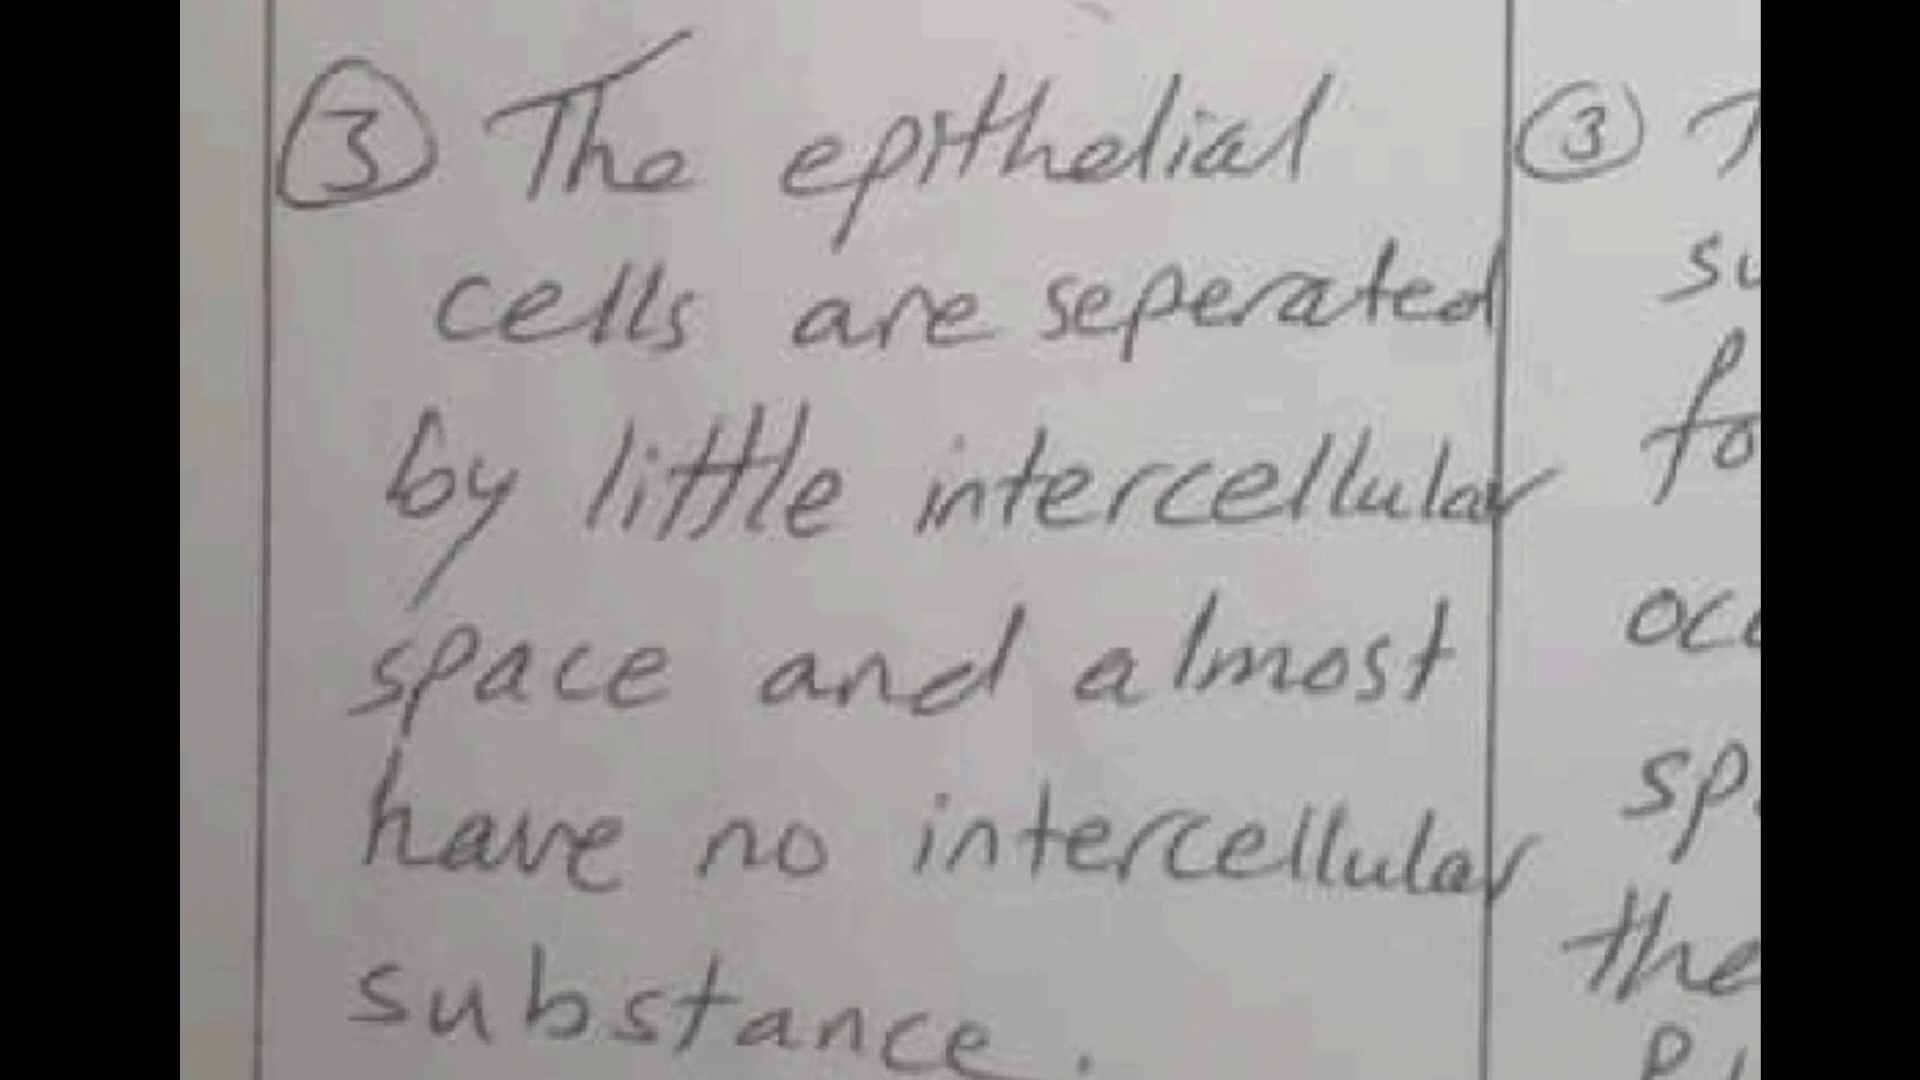 ③ The epithelial
cells are seperated
by little intercellular
space and almost
have no intercellular
substance.
③